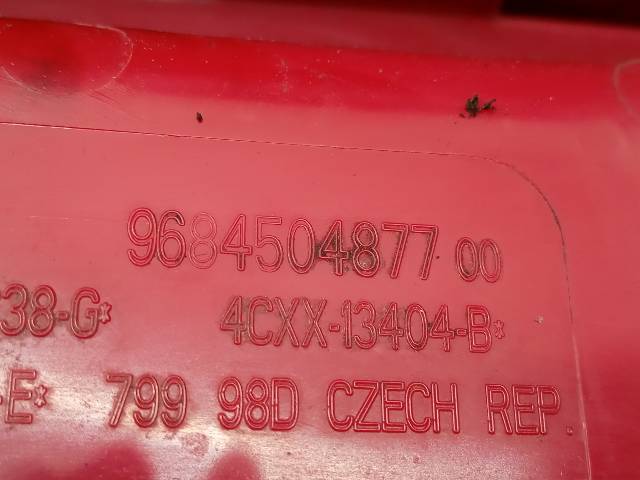 9684504877 00
38-G* 4CXX-13404-B*
-E* 799 98D CZECH REP.